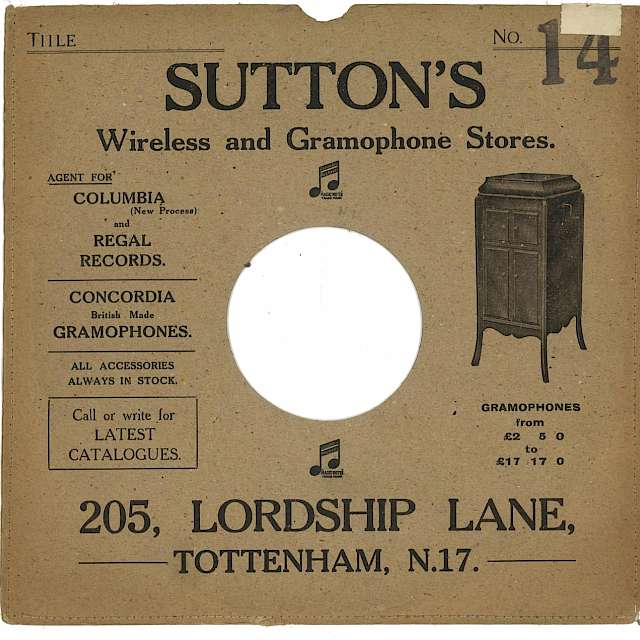 TITLE
NO. 14
SUTTON'S
Wireless and Gramophone Stores.
AGENT FOR
COLUMBIA
(New Process)
and
REGAL
RECORDS.
CONCORDIA
British Made
GRAMOPHONES.
ALL ACCESSORIES
ALWAYS IN STOCK.
Call or write for
LATEST
CATALOGUES.
GRAMOPHONES
from
£2 5 0
to
£17 17 0
205, LORDSHIP LANE,
TOTTENHAM, N.17.